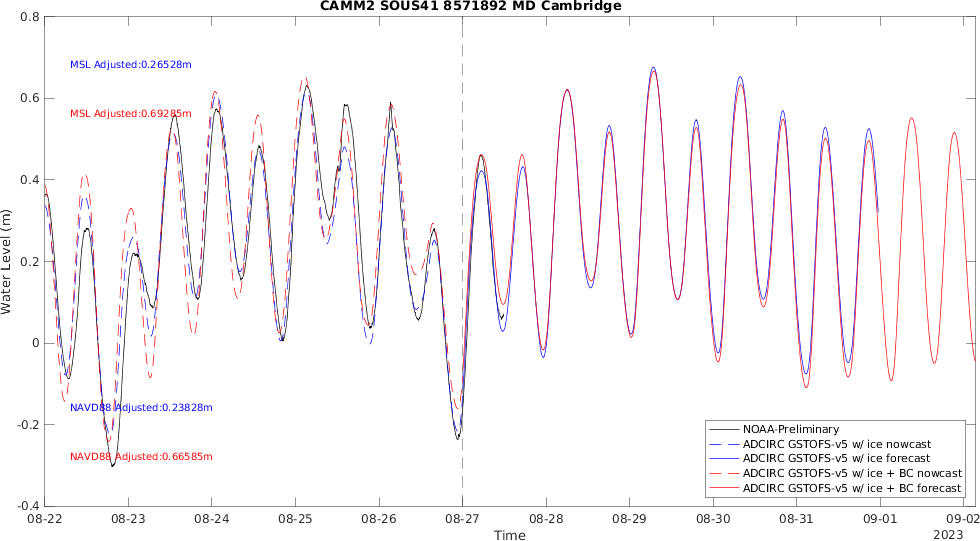 CAMM2 SOUS41 8571892 MD Cambridge
0.8
0.6
0.4
0.2
0
-0.2
-0.4
Water Level (m)
MSL Adjusted:0.26528m
MSL Adjusted:0.69285m
NAVD88 Adjusted:0.23828m
NAVD88 Adjusted:0.66585m
NOAA-Preliminary
ADCIRC GSTOFS-v5 w/ ice nowcast
ADCIRC GSTOFS-v5 w/ ice forecast
ADCIRC GSTOFS-v5 w/ ice + BC nowcast
ADCIRC GSTOFS-v5 w/ ice + BC forecast
08-22 08-23 08-24 08-25 08-26 08-27 08-28 08-29 08-30 08-31 09-01 09-02
Time
2023